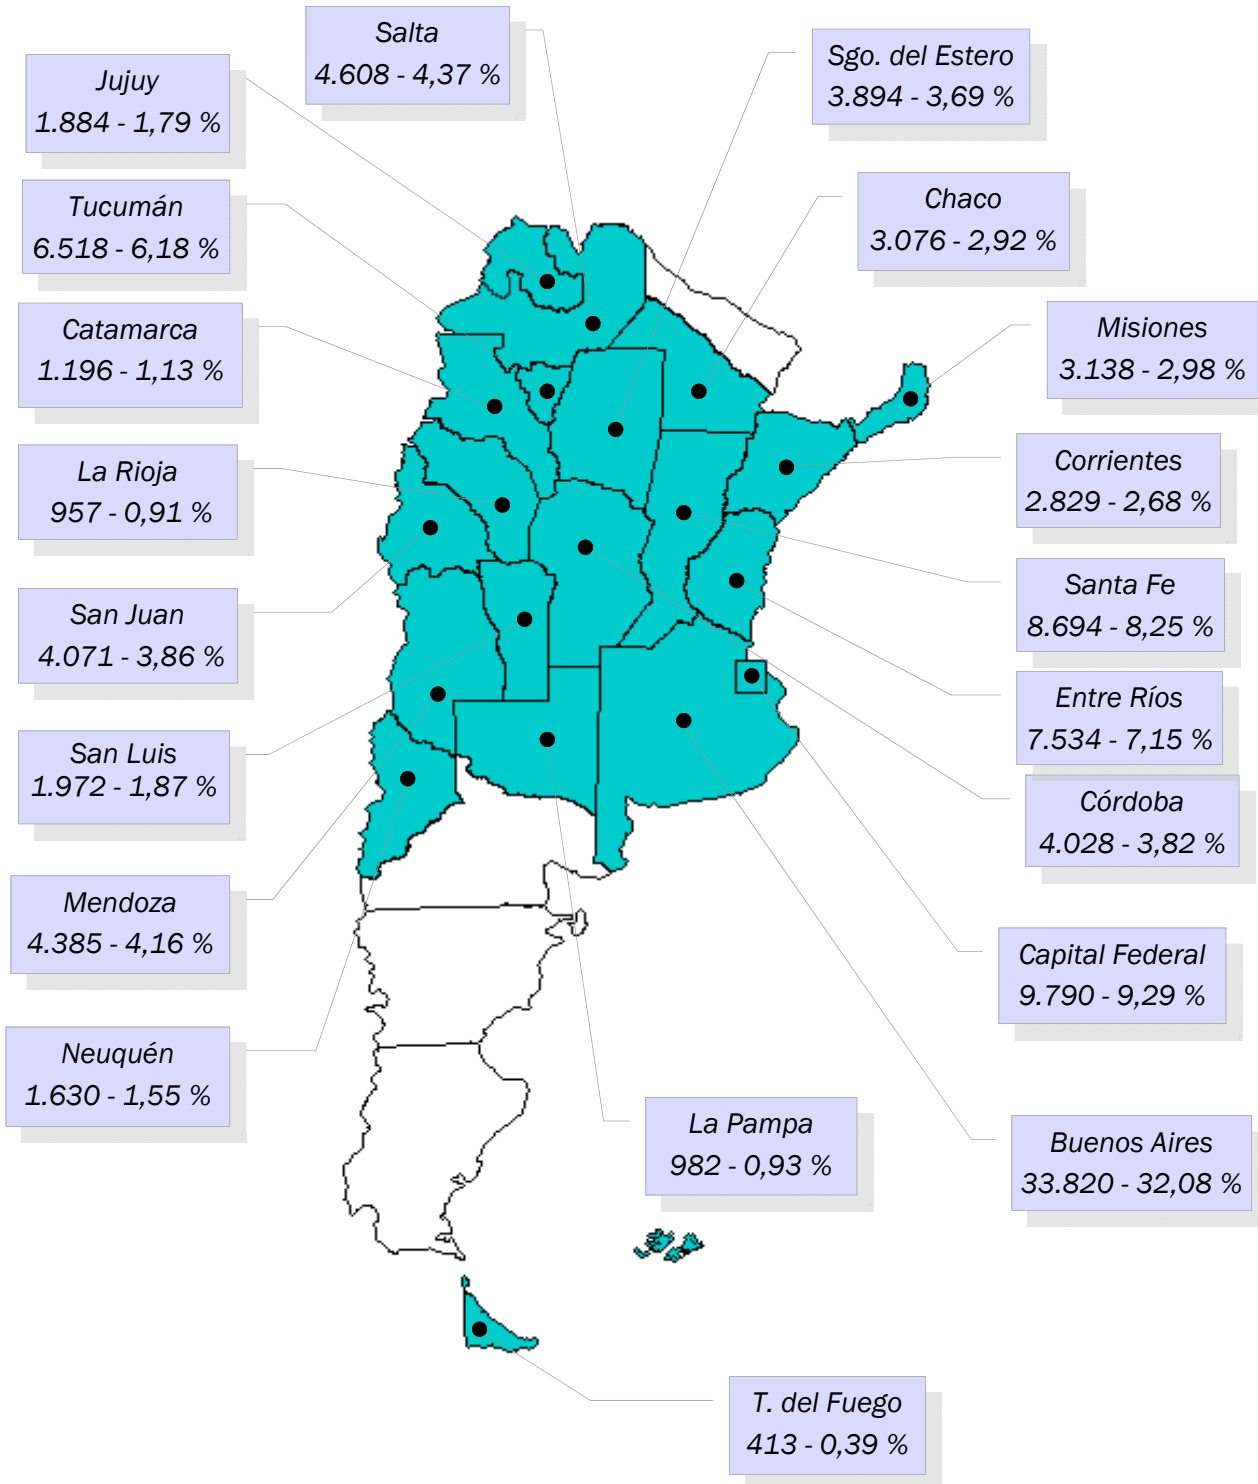 Salta
4.608 - 4,37 %
Sgo. del Estero
3.894 - 3,69 %
Jujuy
1.884 - 1,79 %
Tucumán
6.518 - 6,18 %
Chaco
3.076 - 2,92 %
Catamarca
1.196 - 1,13 %
Misiones
3.138 - 2,98 %
La Rioja
957 - 0,91 %
Corrientes
2.829 - 2,68 %
San Juan
4.071 - 3,86 %
Santa Fe
8.694 - 8,25 %
Entre Ríos
7.534 - 7,15 %
San Luis
1.972 - 1,87 %
Córdoba
4.028 - 3,82 %
Mendoza
4.385 - 4,16 %
Capital Federal
9.790 - 9,29 %
Neuquén
1.630 - 1,55 %
La Pampa
982 - 0,93 %
Buenos Aires
33.820 - 32,08 %
T. del Fuego
413 - 0,39 %